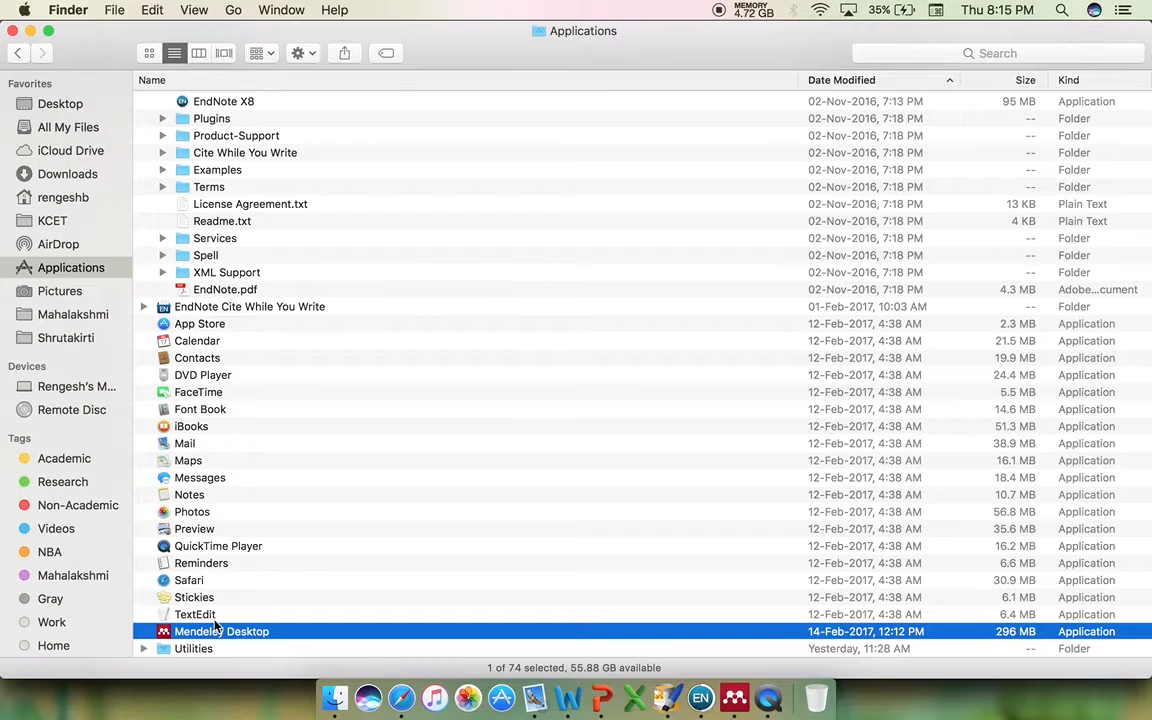 Finder File Edit View Go Window Help MEMORY 4.72 GB 35% Thu 8:15 PM
Applications
Search
Favorites
Desktop
All My Files
iCloud Drive
Downloads
rengeshb
KCET
AirDrop
Applications
Pictures
Mahalakshmi
Shrutakirti
Devices
Rengesh's M...
Remote Disc
Tags
Academic
Research
Non-Academic
Videos
NBA
Mahalakshmi
Gray
Work
Home
Name Date Modified Size Kind
EndNote X8 02-Nov-2016, 7:13 PM 95 MB Application
Plugins 02-Nov-2016, 7:18 PM -- Folder
Product-Support 02-Nov-2016, 7:18 PM -- Folder
Cite While You Write 02-Nov-2016, 7:18 PM -- Folder
Examples 02-Nov-2016, 7:18 PM -- Folder
Terms 02-Nov-2016, 7:18 PM -- Folder
License Agreement.txt 02-Nov-2016, 7:18 PM 13 KB Plain Text
Readme.txt 02-Nov-2016, 7:18 PM 4 KB Plain Text
Services 02-Nov-2016, 7:18 PM -- Folder
Spell 02-Nov-2016, 7:18 PM -- Folder
XML Support 02-Nov-2016, 7:18 PM -- Folder
EndNote.pdf 02-Nov-2016, 7:18 PM 4.3 MB Adobe...cument
EndNote Cite While You Write 01-Feb-2017, 10:03 AM -- Folder
App Store 12-Feb-2017, 4:38 AM 2.3 MB Application
Calendar 12-Feb-2017, 4:38 AM 21.5 MB Application
Contacts 12-Feb-2017, 4:38 AM 19.9 MB Application
DVD Player 12-Feb-2017, 4:38 AM 24.4 MB Application
FaceTime 12-Feb-2017, 4:38 AM 5.5 MB Application
Font Book 12-Feb-2017, 4:38 AM 14.6 MB Application
iBooks 12-Feb-2017, 4:38 AM 51.3 MB Application
Mail 12-Feb-2017, 4:38 AM 38.9 MB Application
Maps 12-Feb-2017, 4:38 AM 16.1 MB Application
Messages 12-Feb-2017, 4:38 AM 18.4 MB Application
Notes 12-Feb-2017, 4:38 AM 10.7 MB Application
Photos 12-Feb-2017, 4:38 AM 56.8 MB Application
Preview 12-Feb-2017, 4:38 AM 35.6 MB Application
QuickTime Player 12-Feb-2017, 4:38 AM 16.2 MB Application
Reminders 12-Feb-2017, 4:38 AM 6.6 MB Application
Safari 12-Feb-2017, 4:38 AM 30.9 MB Application
Stickies 12-Feb-2017, 4:38 AM 6.1 MB Application
TextEdit 12-Feb-2017, 4:38 AM 6.4 MB Application
Mendeley Desktop 14-Feb-2017, 12:12 PM 296 MB Application
Utilities Yesterday, 11:28 AM -- Folder
1 of 74 selected, 55.88 GB available
EN